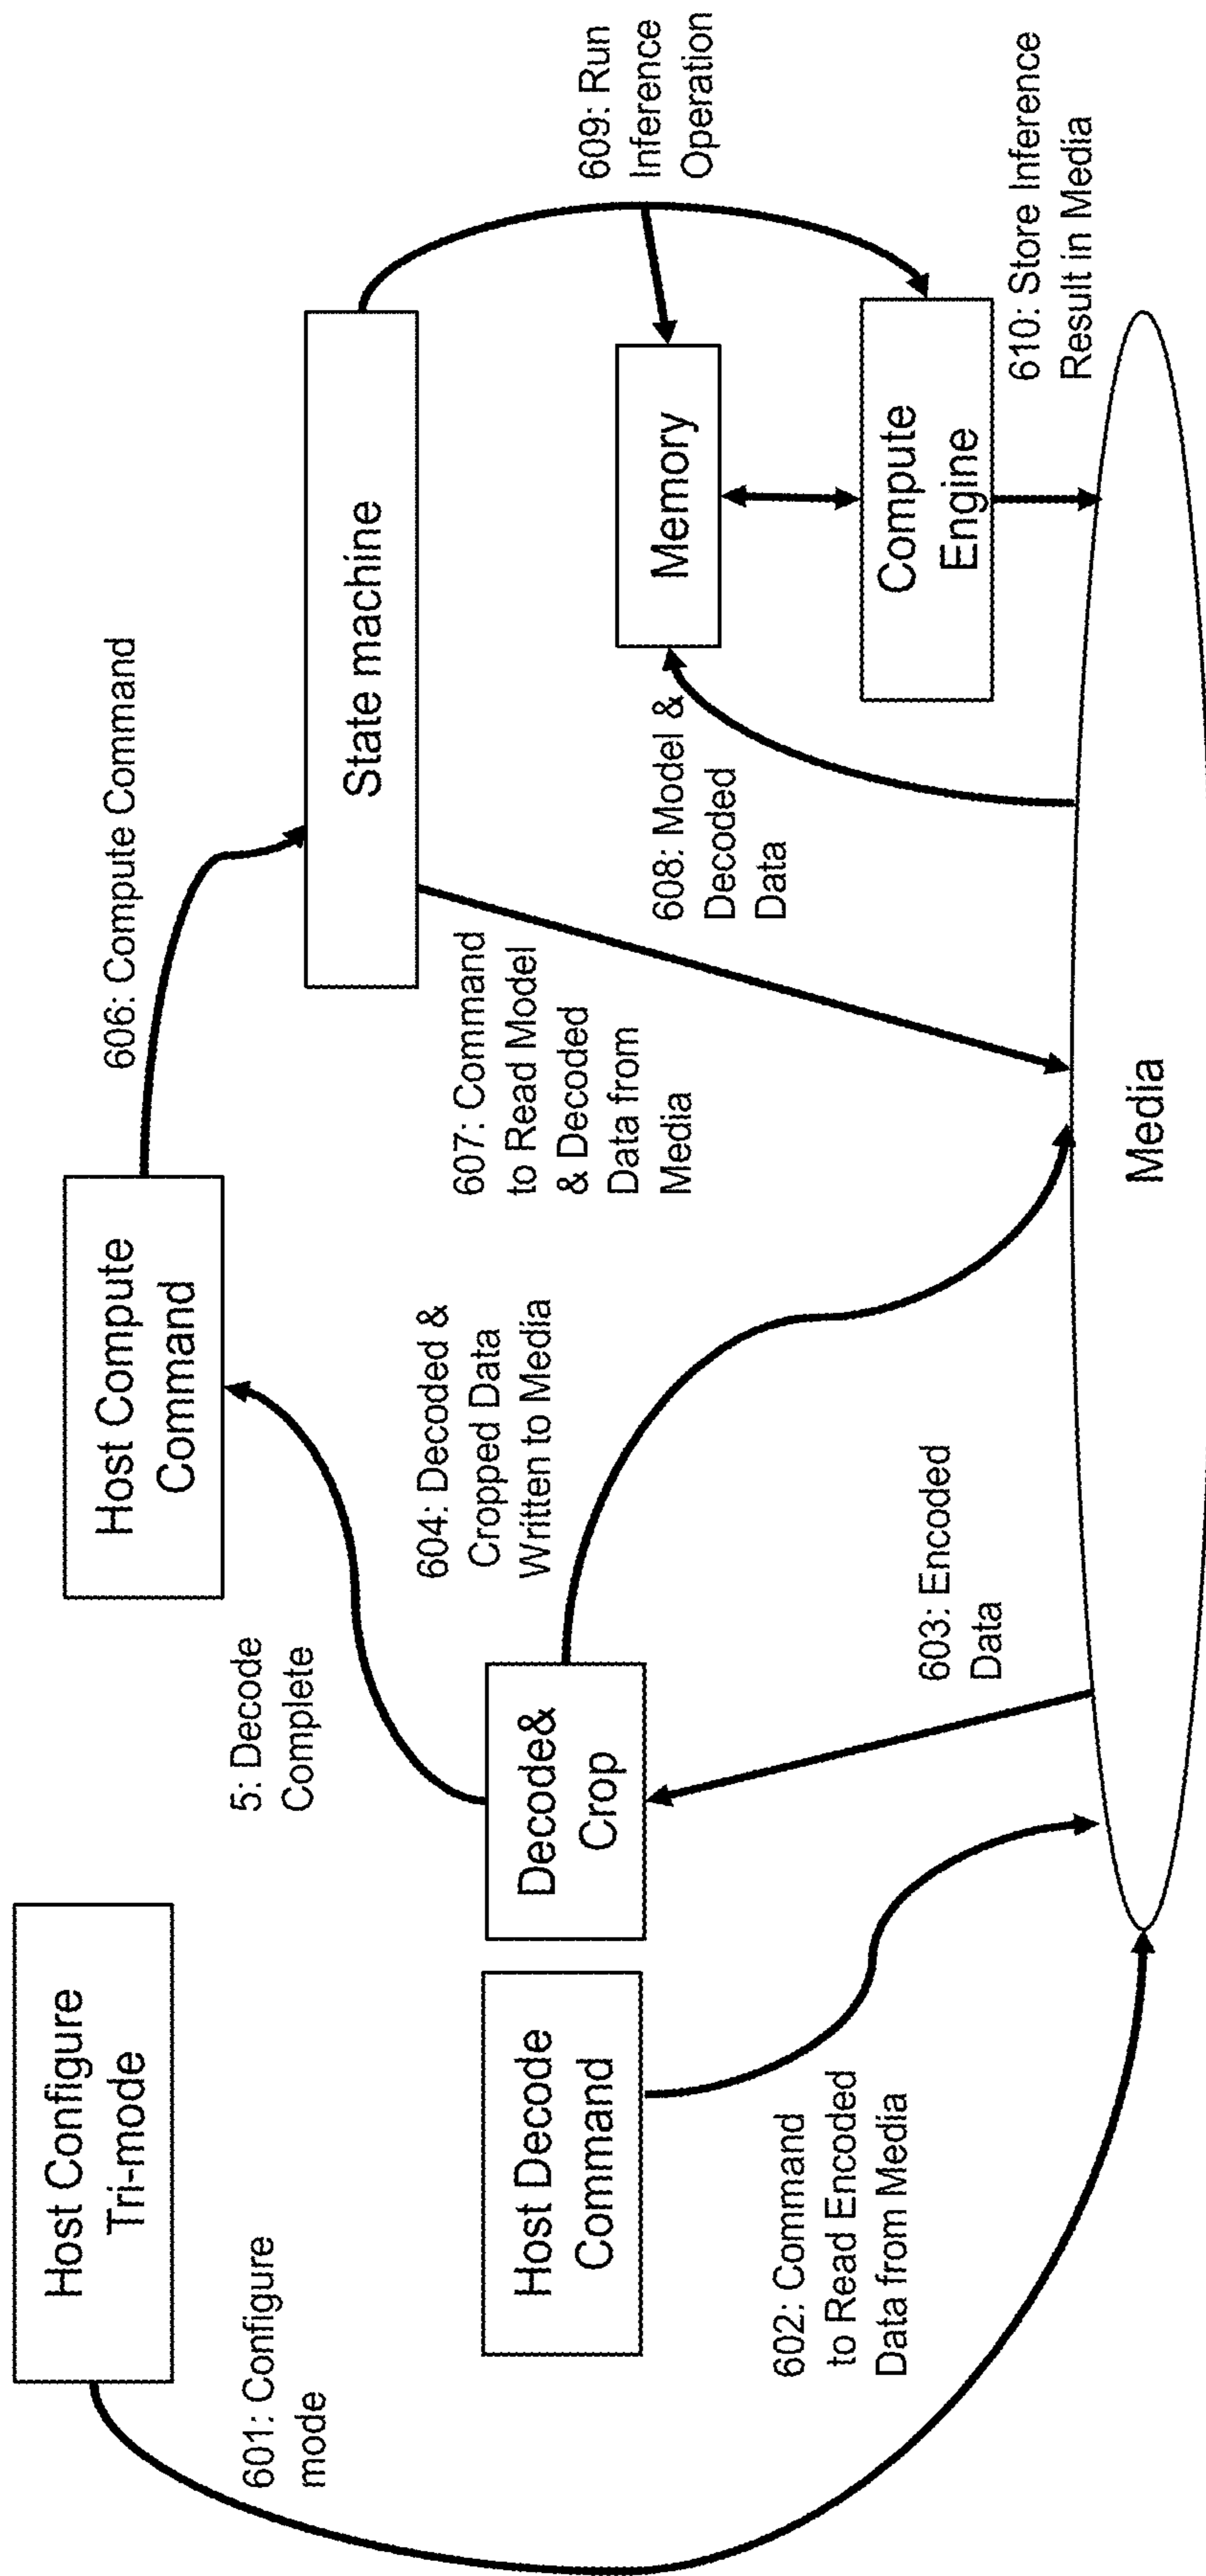 Host Configure
Tri-mode
601: Configure
mode
Host Decode
Command
602: Command
to Read Encoded
Data from Media
Decode&
Crop
603: Encoded
Data
604: Decoded &
Cropped Data
Written to Media
5: Decode
Complete
Host Compute
Command
606: Compute Command
State machine
607: Command
to Read Model
& Decoded
Data from
Media
608: Model &
Decoded
Data
Memory
609: Run
Inference
Operation
Compute
Engine
610: Store Inference
Result in Media
Media